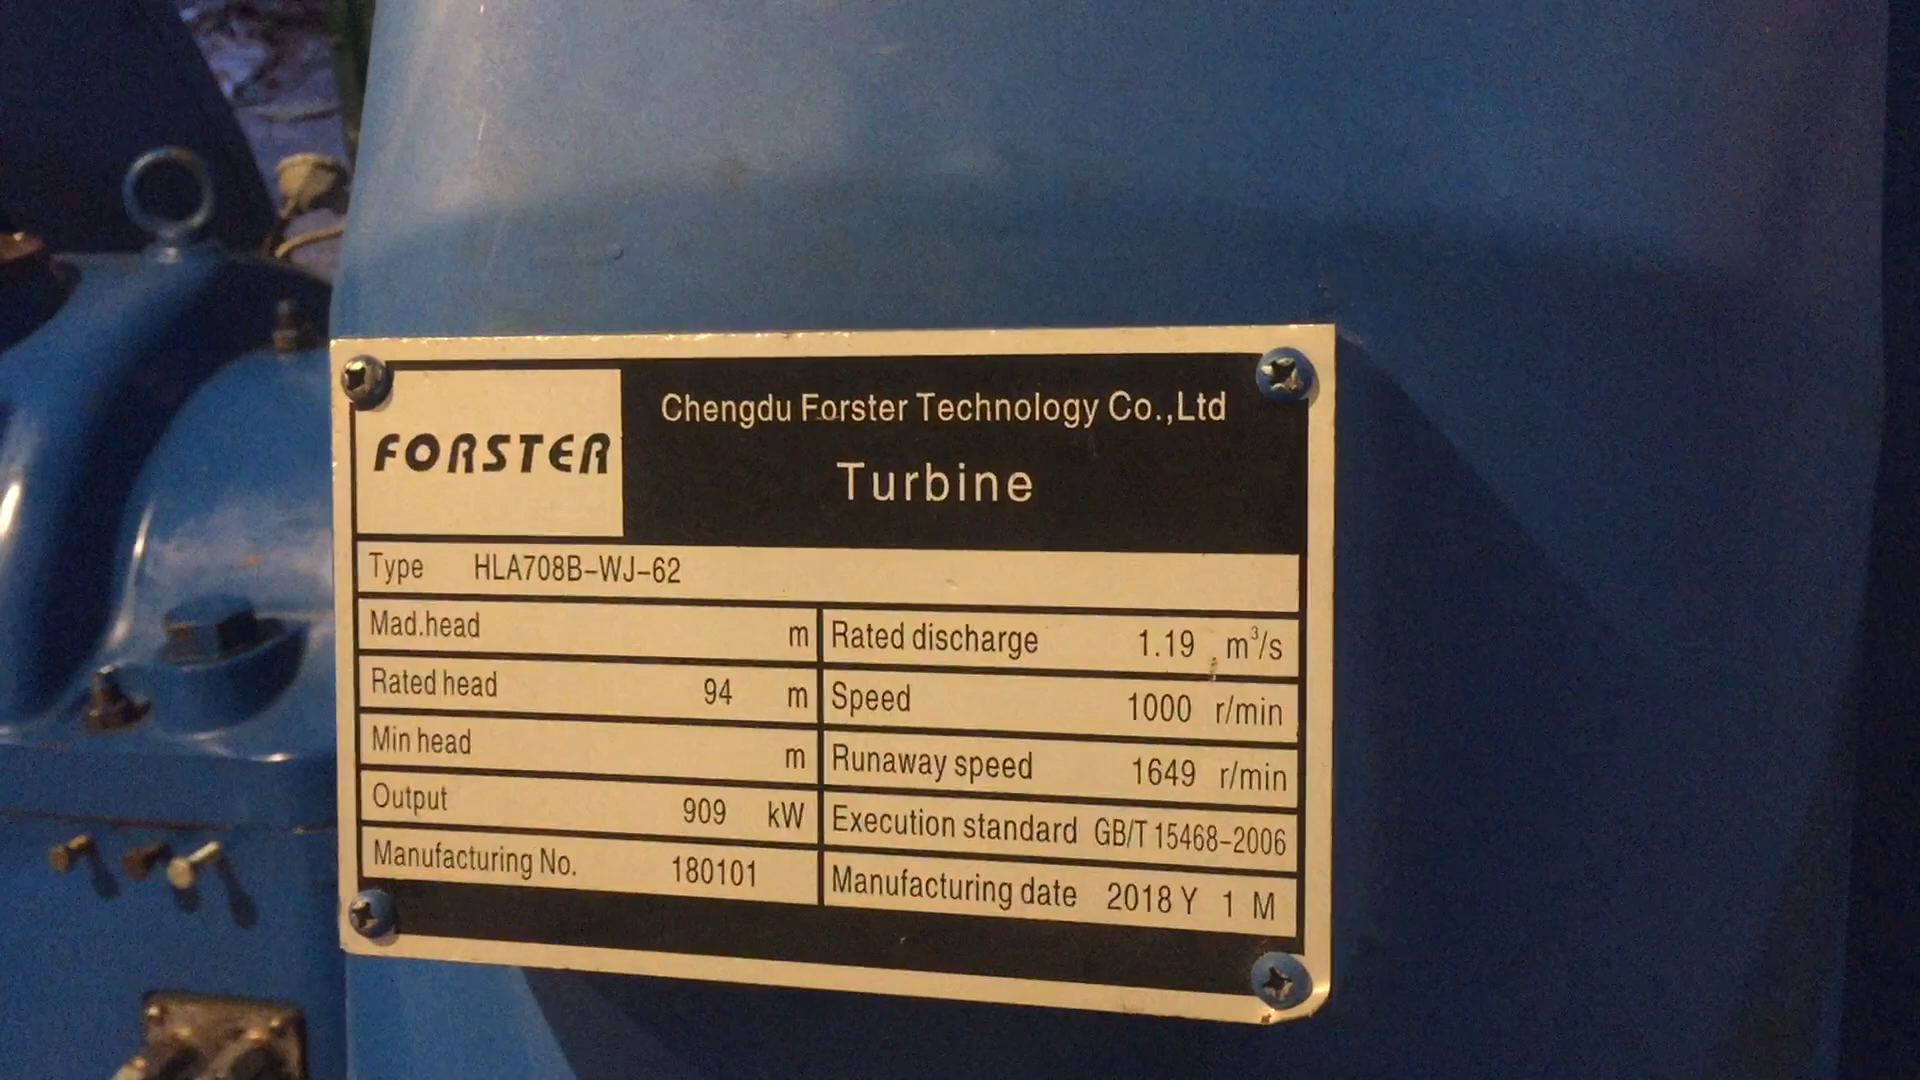 FORSTER
Chengdu Forster Technology Co.,Ltd
Turbine
Type HLA708B-WJ-62
Mad.head m Rated discharge 1.19 m³/s
Rated head 94 m Speed 1000 r/min
Min head m Runaway speed 1649 r/min
Output 909 kW Execution standard GB/T 15468-2006
Manufacturing No. 180101 Manufacturing date 2018 Y 1 M